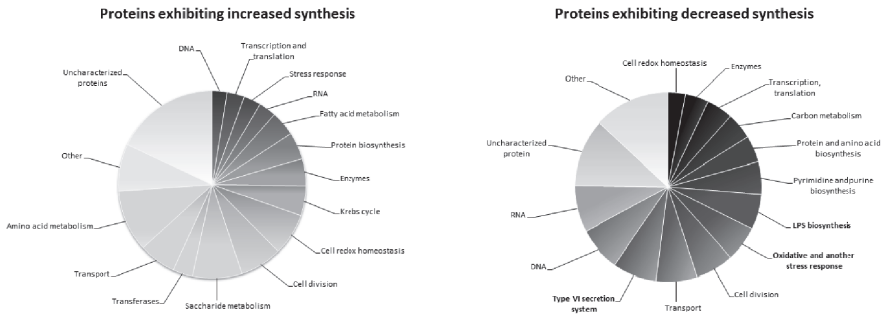 Proteins exhibiting increased synthesis
DNA
Transcription and
translation
Stress response
RNA
Fatty acid metabolism
Protein biosynthesis
Enzymes
Krebs cycle
Cell redox homeostasis
Cell division
Saccharide metabolism
Transferases
Transport
Amino acid metabolism
Other
Uncharacterized
proteins
Proteins exhibiting decreased synthesis
Cell redox homeostasis
Enzymes
Transcription,
translation
Carbon metabolism
Protein and amino acid
biosynthesis
Pyrimidine and purine
biosynthesis
LPS biosynthesis
Oxidative and another
stress response
Cell division
Transport
Type VI secretion
system
DNA
RNA
Uncharacterized
protein
Other